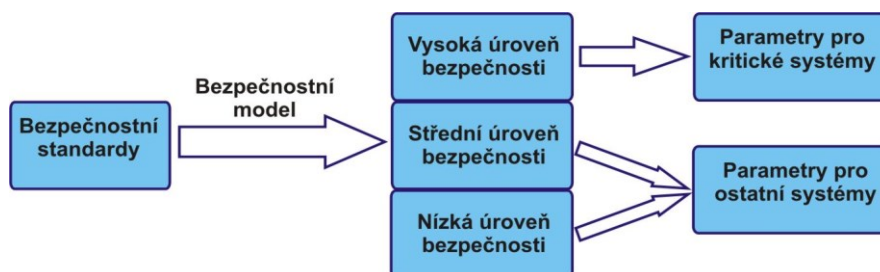 Bezpečnostní
standardy
Bezpečnostní
model
Vysoká úroveň
bezpečnosti
Střední úroveň
bezpečnosti
Nízká úroveň
bezpečnosti
Parametry pro
kritické systémy
Parametry pro
ostatní systémy